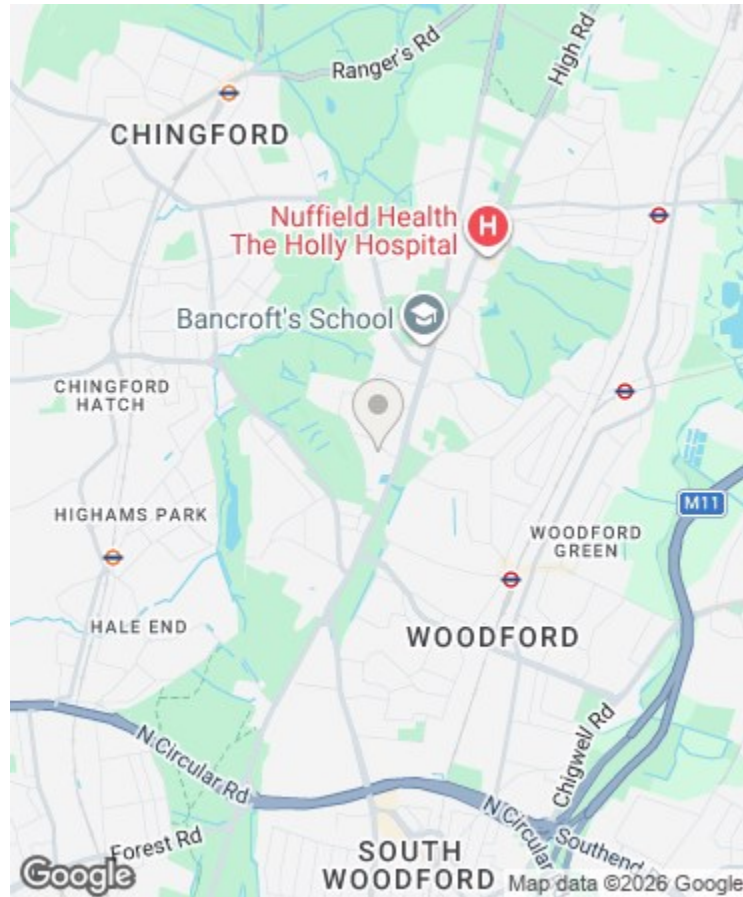 Ranger's Rd
High Rd
CHINGFORD
Nuffield Health
The Holly Hospital
H
Bancroft's School
CHINGFORD
HATCH
M11
HIGHAMS PARK
WOODFORD
GREEN
HALE END
WOODFORD
Chigwell Rd
N Circular Rd
N Circular
Southend
Forest Rd
SOUTH
WOODFORD
Google
Map data ©2026 Google